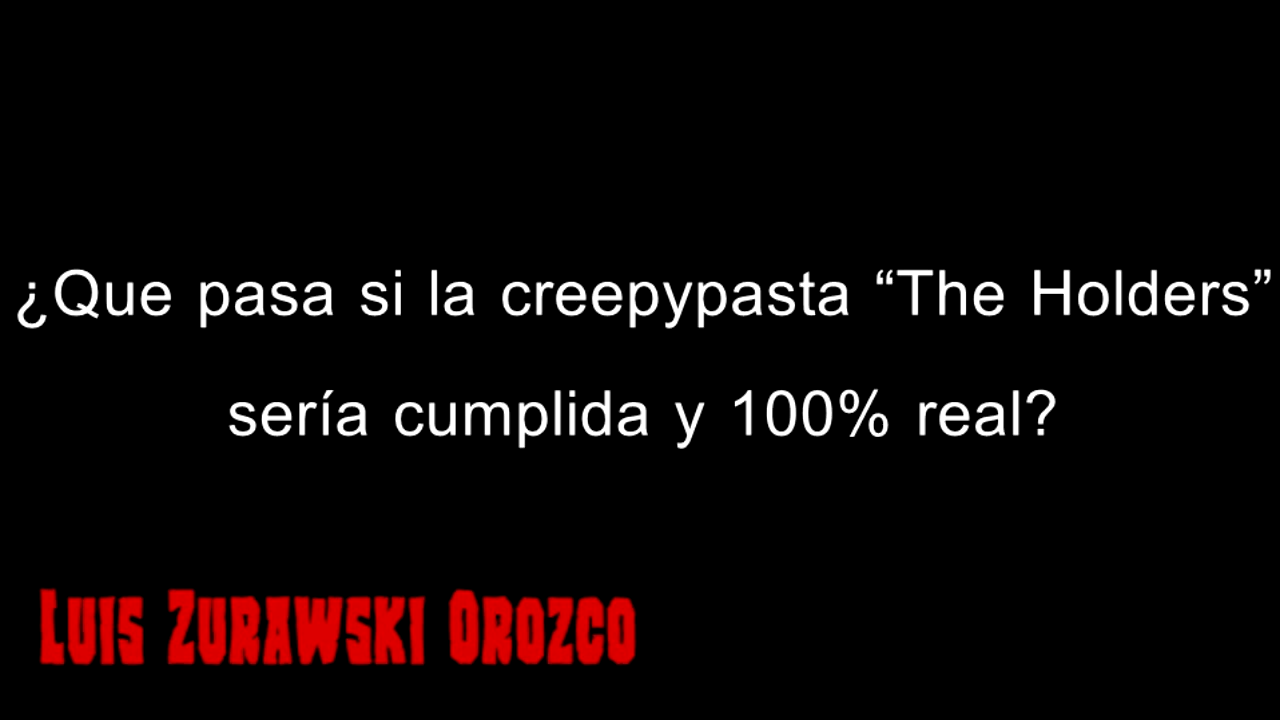 ¿Que pasa si la creepypasta “The Holders”
sería cumplida y 100% real?
Luis Zurawski Orozco